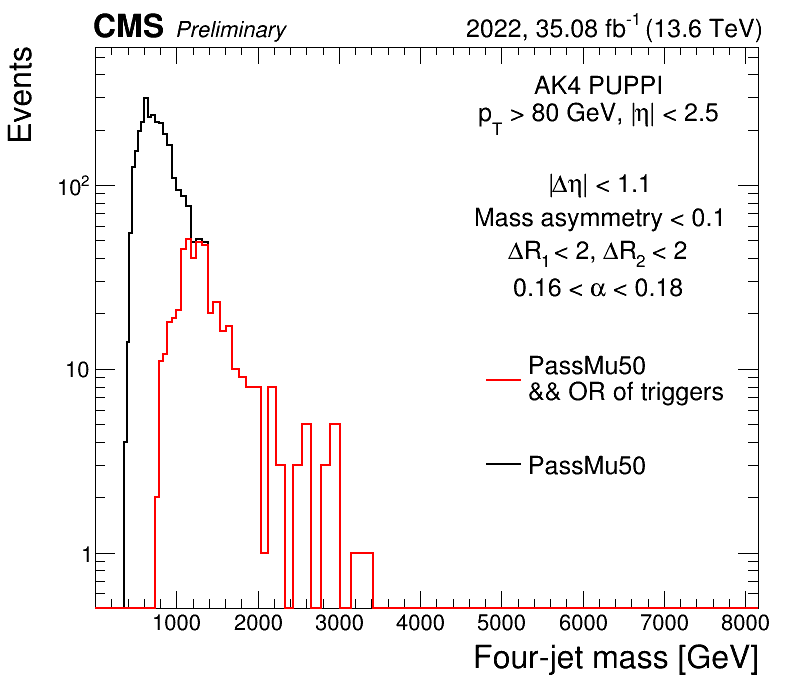 CMS Preliminary 2022, 35.08 fb⁻¹ (13.6 TeV)
Events
AK4 PUPPI
p_T > 80 GeV, |η| < 2.5
|Δη| < 1.1
Mass asymmetry < 0.1
ΔR₁ < 2, ΔR₂ < 2
0.16 < α < 0.18
PassMu50
&& OR of triggers
PassMu50
10²
10
1
1000 2000 3000 4000 5000 6000 7000 8000
Four-jet mass [GeV]